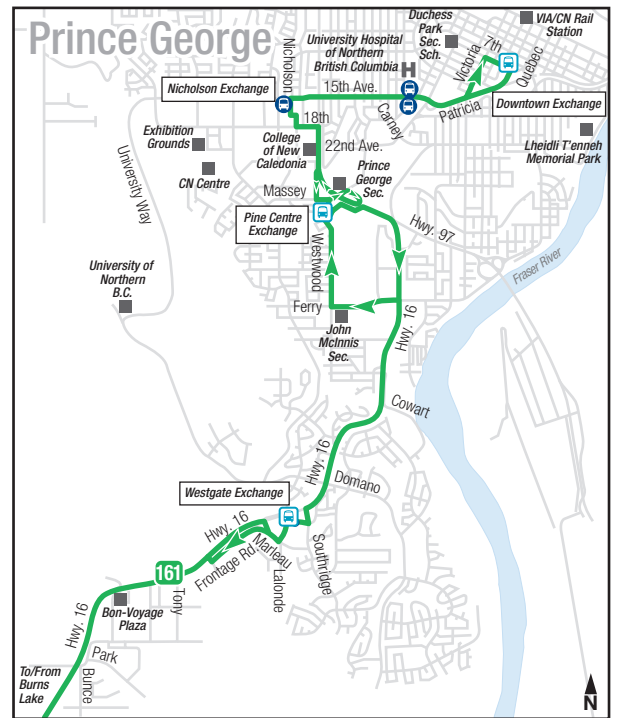 Prince George
Nicholson
University Hospital
of Northern
British Columbia
H
Duchess
Park
Sec.
Sch.
VIA/CN Rail
Station
Victoria
7th
Quebec
Nicholson Exchange
15th Ave.
Carney
Patricia
Downtown Exchange
18th
Exhibition
Grounds
College
of New
Caledonia
22nd Ave.
Lheidli T'enneh
Memorial Park
University Way
CN Centre
Massey
Prince
George
Sec.
Pine Centre
Exchange
Westwood
Hwy. 97
University of
Northern
B.C.
Fraser River
Ferry
John
McInnis
Sec.
Hwy. 16
Cowart
Hwy. 16
Westgate Exchange
Domano
Hwy. 16
Frontage Rd.
Marleau
Lalonde
Southridge
161
Tony
Bon-Voyage
Plaza
Hwy. 16
Park
Bunce
To/From
Burns
Lake
N